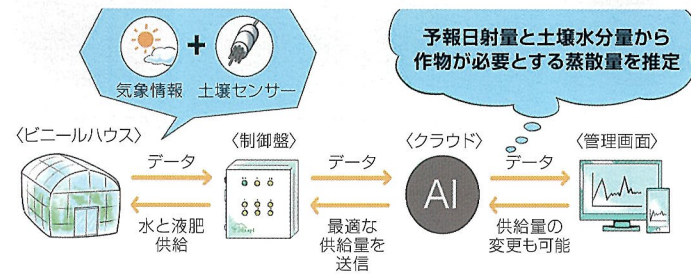 予報日射量と土壌水分量から
作物が必要とする蒸散量を推定
+
気象情報 土壌センサー
〈ビニールハウス〉
〈制御盤〉
〈クラウド〉
〈管理画面〉
データ
データ
データ
AI
水と液肥
供給
最適な
供給量を
送信
供給量の
変更も可能